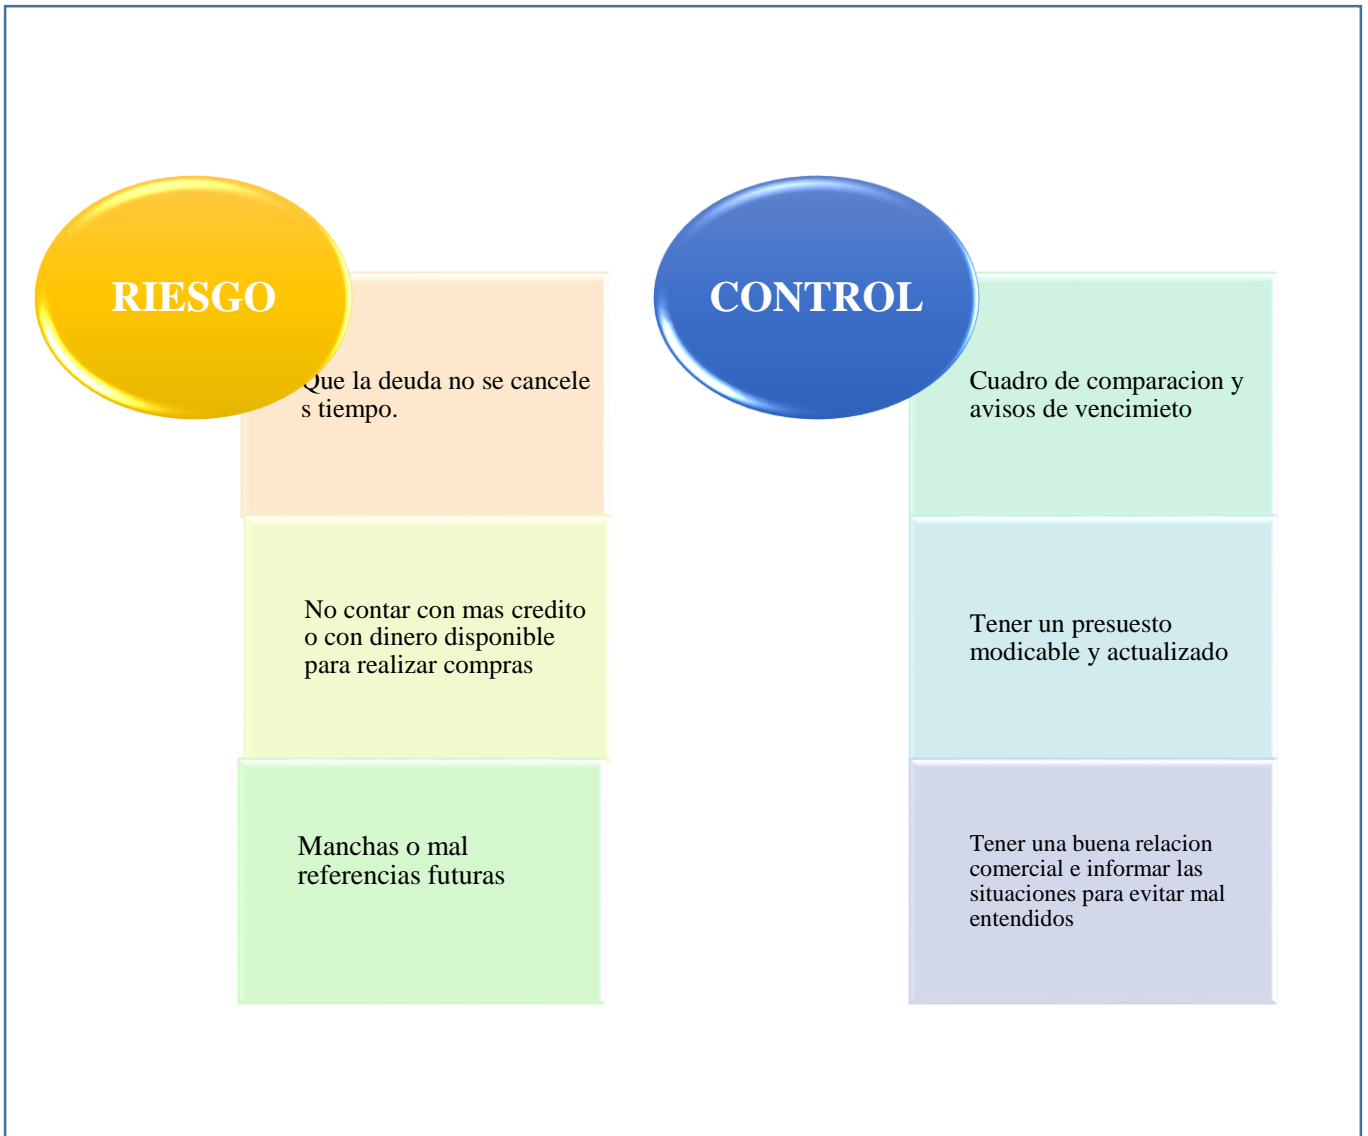 RIESGO
Que la deuda no se cancele
s tiempo.
No contar con mas credito
o con dinero disponible
para realizar compras
Manchas o mal
referencias futuras
CONTROL
Cuadro de comparacion y
avisos de vencimieto
Tener un presuesto
modicable y actualizado
Tener una buena relacion
comercial e informar las
situaciones para evitar mal
entendidos